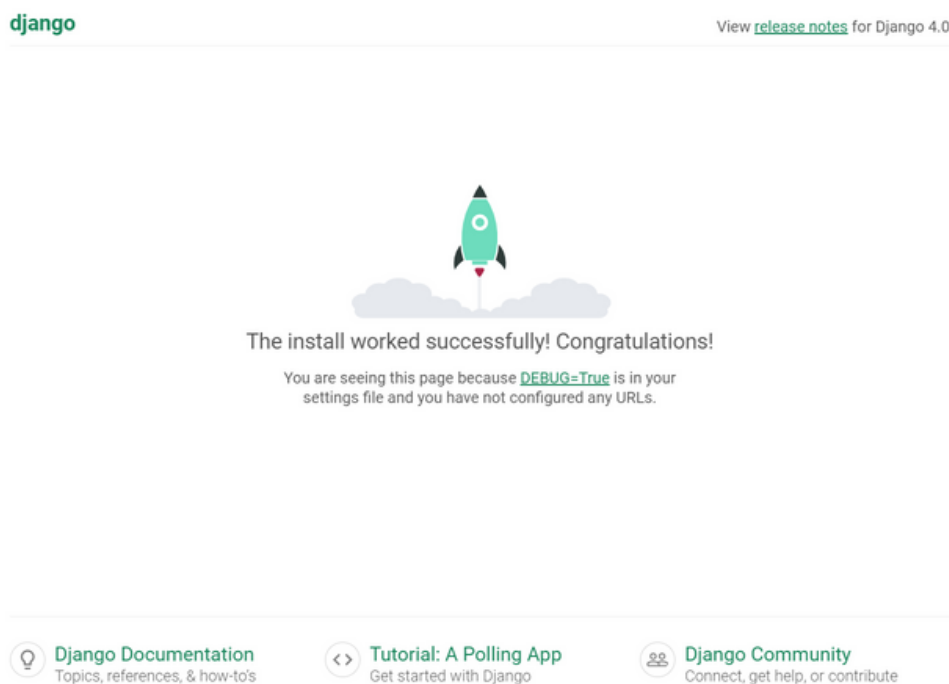 django
View release notes for Django 4.0
The install worked successfully! Congratulations!
You are seeing this page because DEBUG=True is in your
settings file and you have not configured any URLs.
Django Documentation
Topics, references, & how-to's
Tutorial: A Polling App
Get started with Django
Django Community
Connect, get help, or contribute